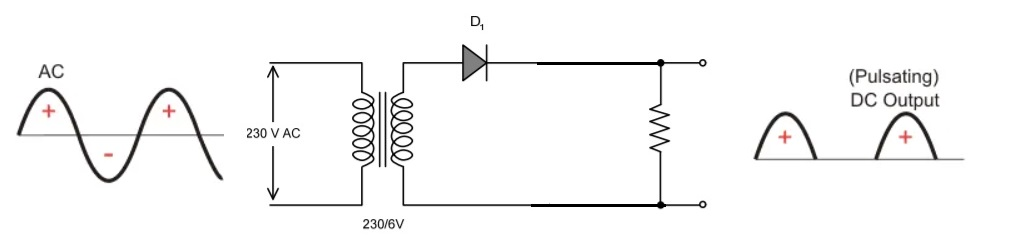 D1
AC
(Pulsating)
DC Output
+
+
-
230 V AC
+
+
230/6V